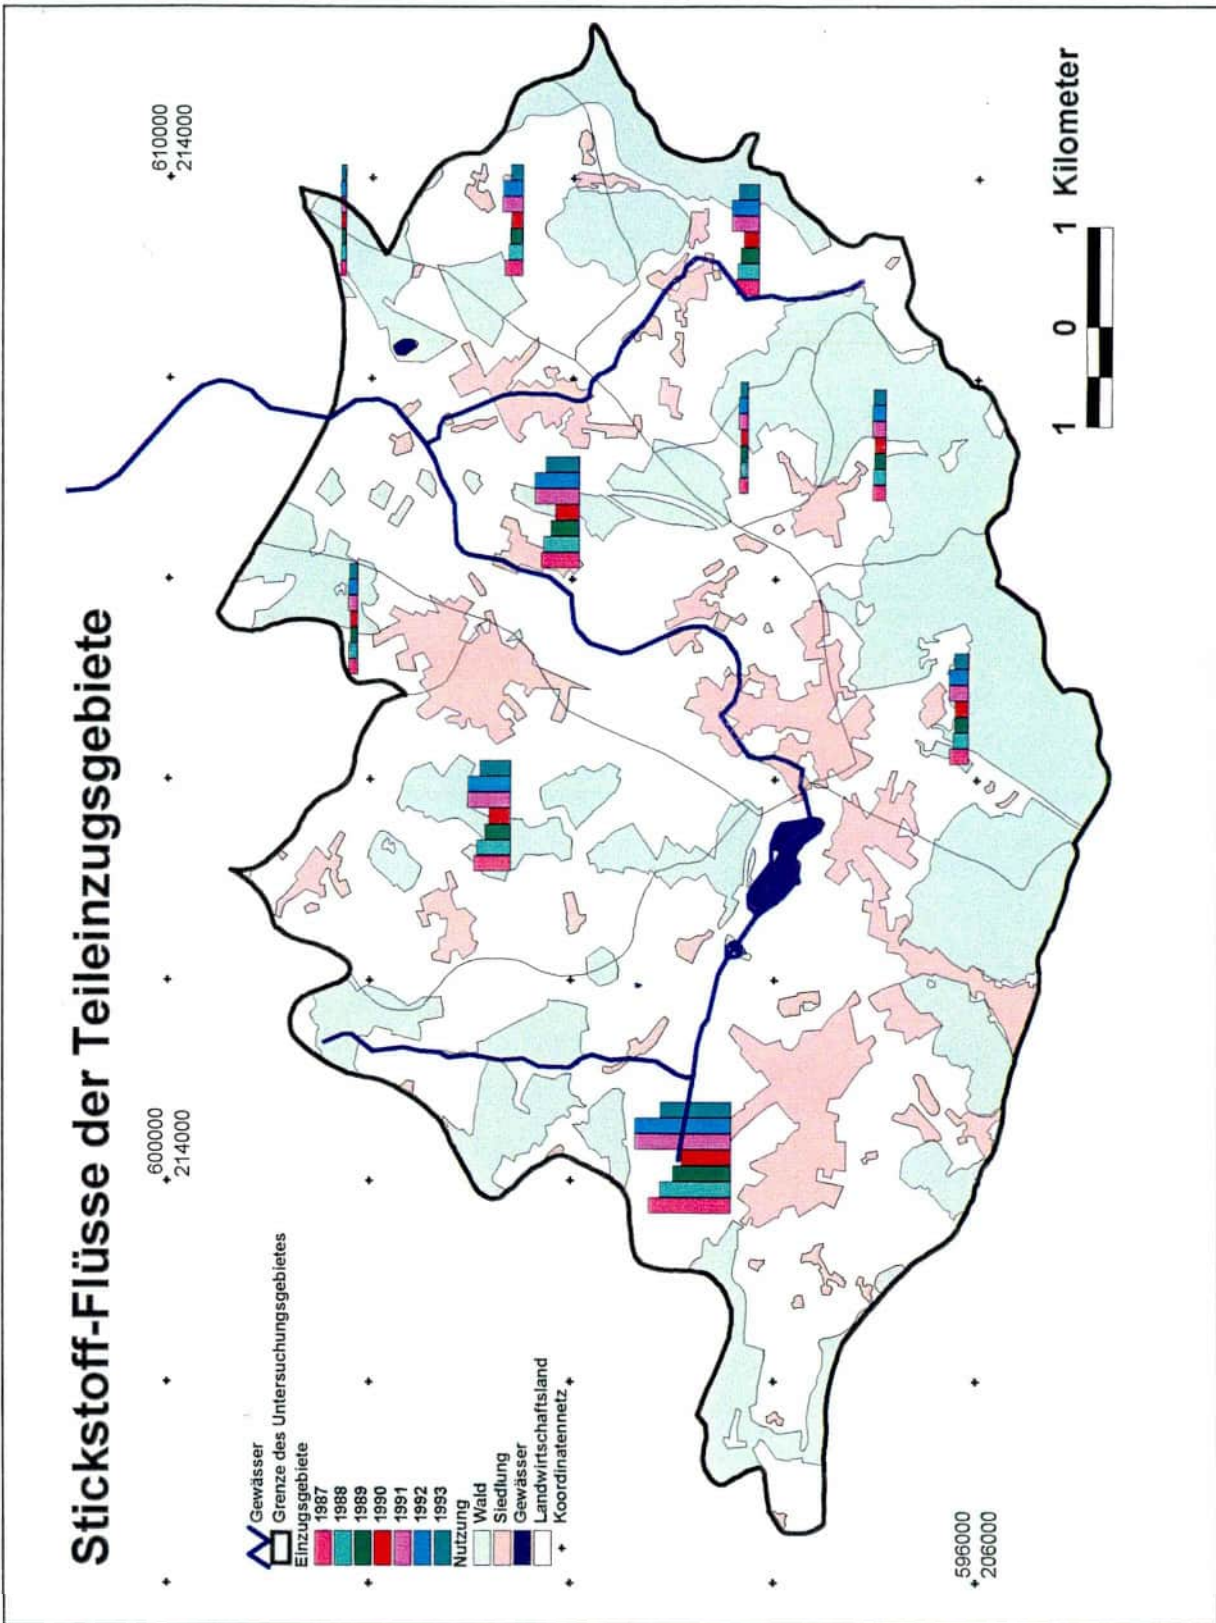 Stickstoff-Flüsse der Teileinzugsgebiete
600000
214000
610000
214000
Gewässer
Grenze des Untersuchungsgebietes
Einzugsgebiete
1987
1988
1989
1990
1991
1992
1993
Nutzung
Wald
Siedlung
Gewässer
Landwirtschaftsland
Koordinatennetz
596000
206000
1 0 1 Kilometer